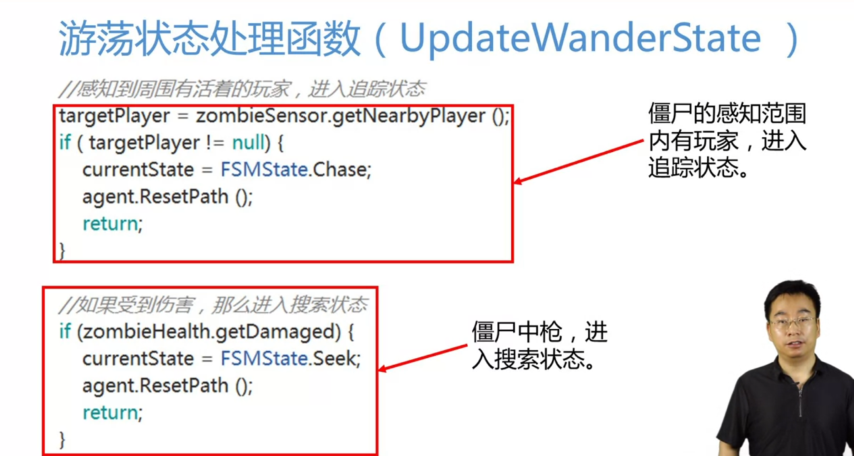 游荡状态处理函数（UpdateWanderState ）
//感知到周围有活着的玩家，进入追踪状态
targetPlayer = zombieSensor.getNearbyPlayer ();
if ( targetPlayer != null) {
currentState = FSMState.Chase;
agent.ResetPath ();
return;
}
僵尸的感知范围
内有玩家，进入
追踪状态。
//如果受到伤害，那么进入搜索状态
if (zombieHealth.getDamaged) {
currentState = FSMState.Seek;
agent.ResetPath ();
return;
}
僵尸中枪，进
入搜索状态。